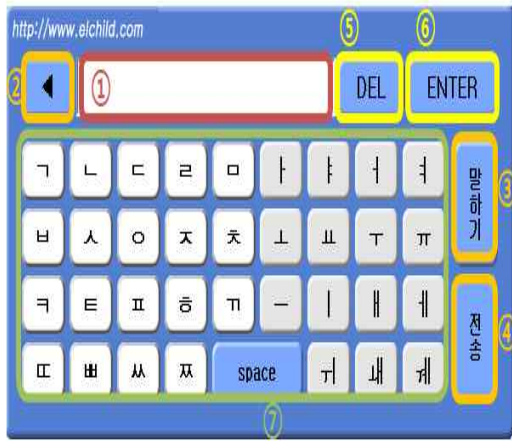 http://www.elchild.com ⑤ ⑥
② ◀ ① DEL ENTER
ㄱ ㄴ ㄷ ㄹ ㅁ ㅏ ㅑ ㅓ ㅕ
말하기 ③
ㅂ ㅅ ㅇ ㅈ ㅊ ㅗ ㅛ ㅜ ㅠ
ㅋ ㅌ ㅍ ㅎ ㄲ ㅡ ㅣ ㅐ ㅔ
전송 ④
ㄸ ㅃ ㅆ ㅉ space ㅟ
⑦